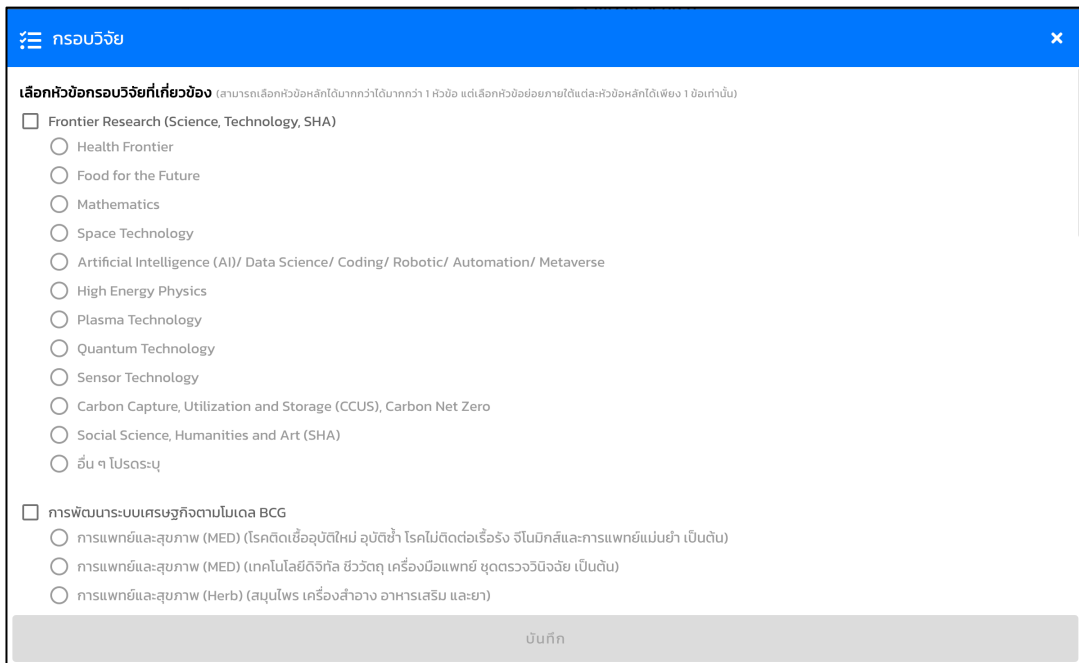 กรอบวิจัย
เลือกหัวข้อกรอบวิจัยที่เกี่ยวข้อง (สามารถเลือกหัวข้อหลักได้มากกว่าได้มากกว่า 1 หัวข้อ แต่เลือกหัวข้อย่อยภายใต้แต่ละหัวข้อหลักได้เพียง 1 ข้อเท่านั้น)
Frontier Research (Science, Technology, SHA)
Health Frontier
Food for the Future
Mathematics
Space Technology
Artificial Intelligence (AI)/ Data Science/ Coding/ Robotic/ Automation/ Metaverse
High Energy Physics
Plasma Technology
Quantum Technology
Sensor Technology
Carbon Capture, Utilization and Storage (CCUS), Carbon Net Zero
Social Science, Humanities and Art (SHA)
อื่น ๆ โปรดระบุ
การพัฒนาระบบเศรษฐกิจตามโมเดล BCG
การแพทย์และสุขภาพ (MED) (โรคติดเชื้ออุบัติใหม่ อุบัติซ้ำ โรคไม่ติดต่อเรื้อรัง จีโนมิกส์และการแพทย์แม่นยำ เป็นต้น)
การแพทย์และสุขภาพ (MED) (เทคโนโลยีดิจิทัล ชีววัตถุ เครื่องมือแพทย์ ชุดตรวจวินิจฉัย เป็นต้น)
การแพทย์และสุขภาพ (Herb) (สมุนไพร เครื่องสำอาง อาหารเสริม และยา)
บันทึก